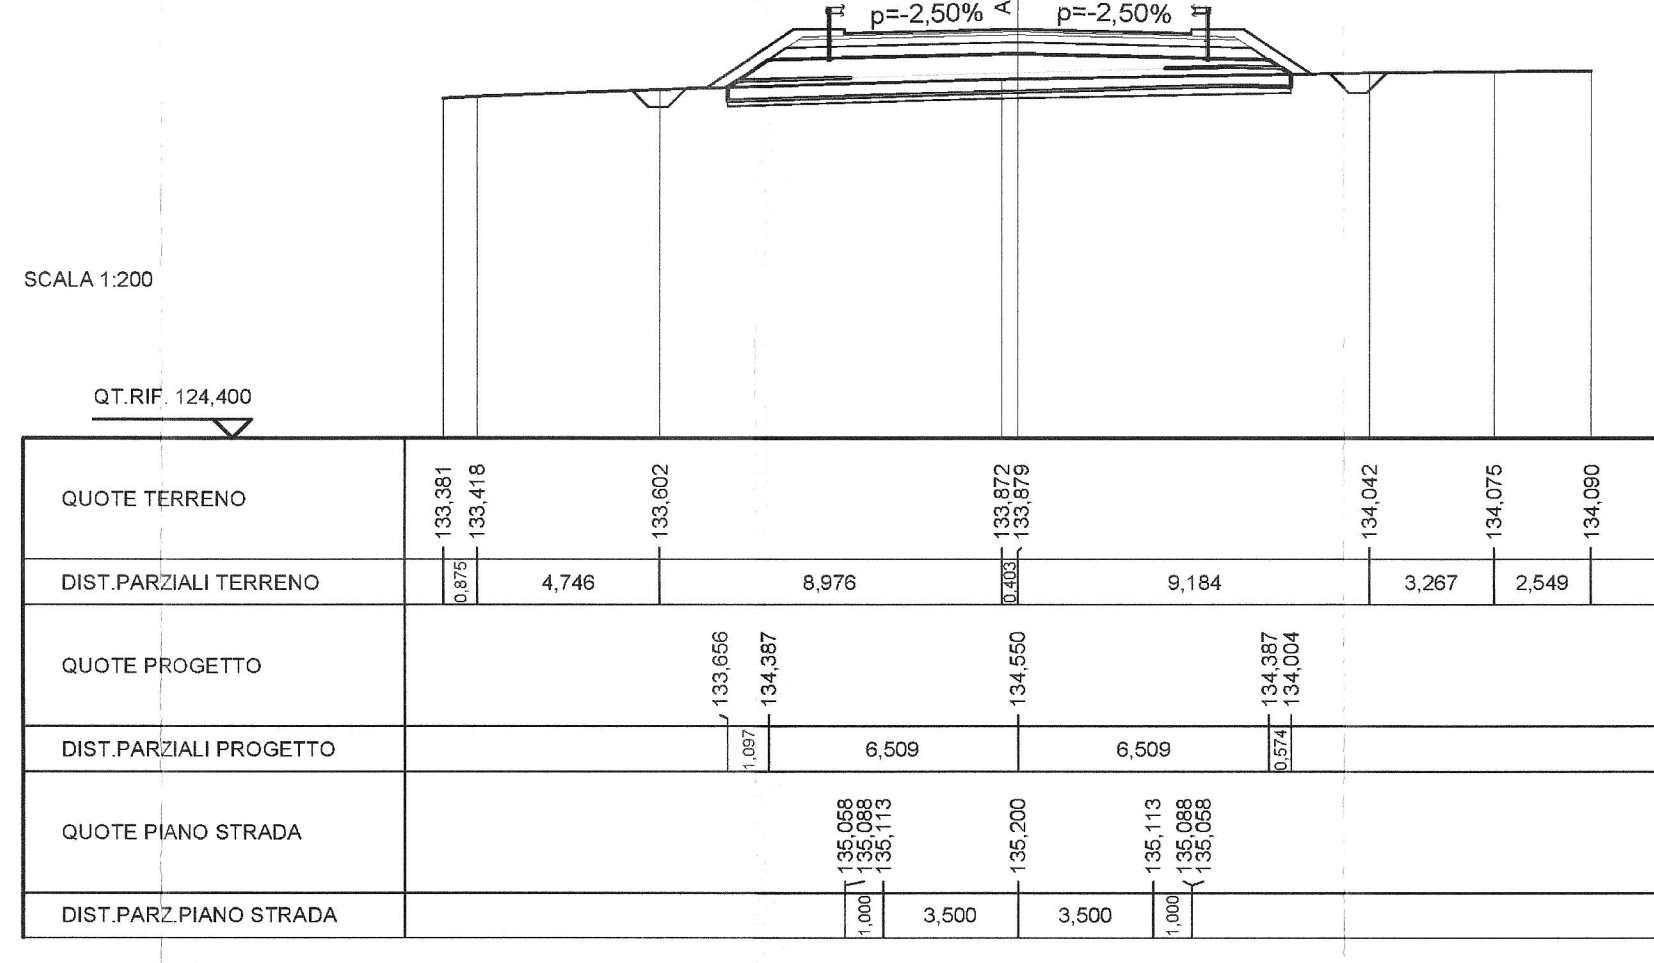 p=-2,50% A p=-2,50%
SCALA 1:200
QT.RIF. 124,400
QUOTE TERRENO 133,381 133,418 133,602 133,872 133,879 134,042 134,075 134,090
DIST.PARZIALI TERRENO 0,875 4,746 8,976 0,403 9,184 3,267 2,549
QUOTE PROGETTO 133,656 134,387 134,550 134,387 134,004
DIST.PARZIALI PROGETTO 1,097 6,509 6,509 0,574
QUOTE PIANO STRADA 135,058 135,088 135,113 135,200 135,113 135,088 135,058
DIST.PARZ.PIANO STRADA 1,000 3,500 3,500 1,000